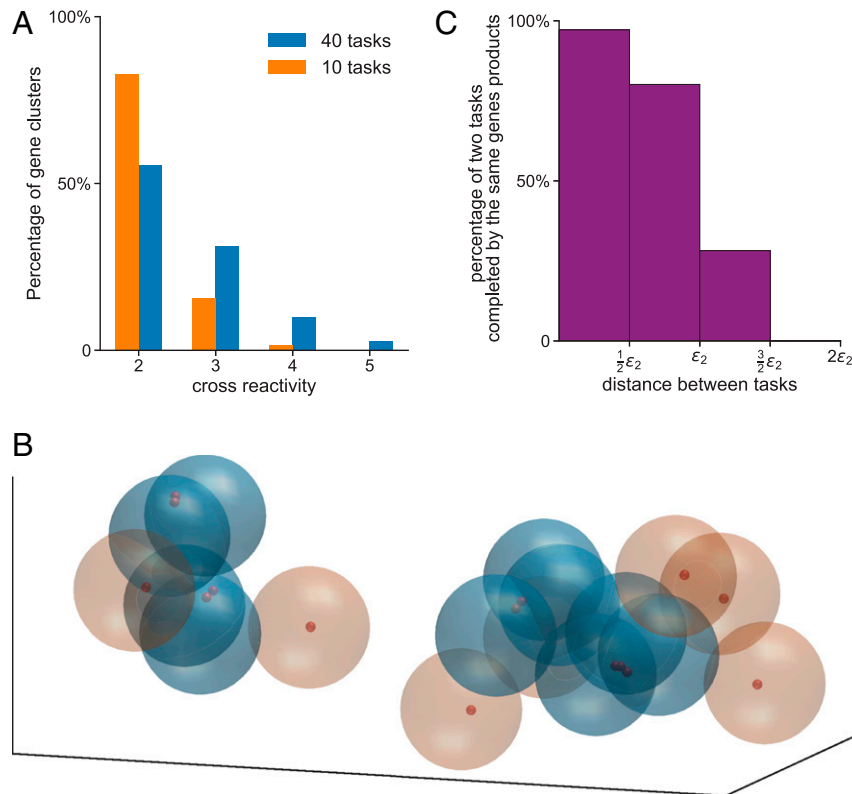 A
100%
50%
0
Percentage of gene clusters
40 tasks
10 tasks
2
3
4
5
cross reactivity
C
100%
50%
0
percentage of two tasks
completed by the same genes products
½ε₂
ε₂
3/2 ε₂
2ε₂
distance between tasks
B